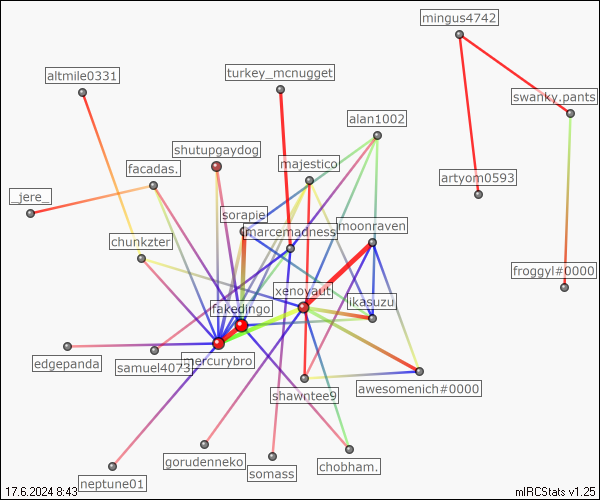 mingus4742
altmile0331
turkey_mcnugget
swanky.pants
alan1002
shutupgaydog
majestico
facadas.
artyom0593
_jere_
sorapie
marcemadness
moonraven
chunkzter
froggyl#0000
xenoyaut
ikasuzu
fakedingo
mercurybro
edgepanda
samuel4073
awesomenich#0000
shawntee9
gorudenneko
chobham.
somass
neptune01
17.6.2024 8:43
mIRCStats v1.25